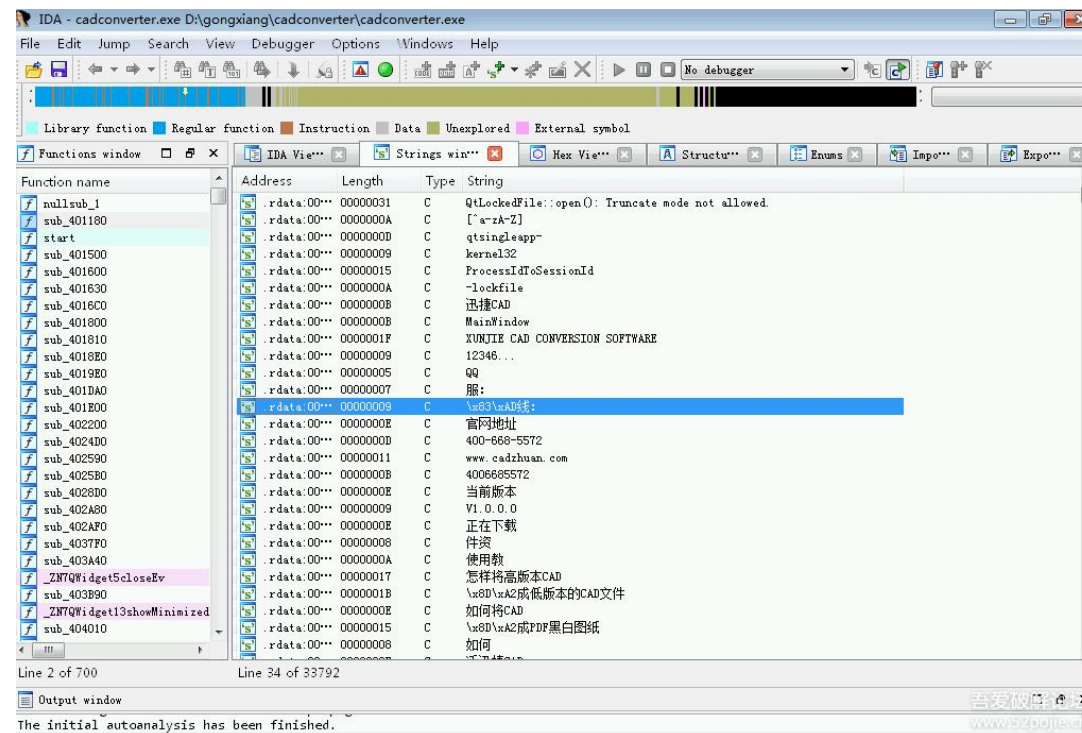 IDA - cadconverter.exe D:\gongxiang\cadconverter\cadconverter.exe
File Edit Jump Search View Debugger Options Windows Help
No debugger
Library function Regular function Instruction Data Unexplored External symbol
Functions window
IDA Vie··· Strings win··· Hex Vie··· Structu··· Enums Impo··· Expo···
Function name
nullsub_1
sub_401180
start
sub_401500
sub_401600
sub_401630
sub_4016C0
sub_401800
sub_401810
sub_4018E0
sub_4019E0
sub_401DA0
sub_401E00
sub_402200
sub_4024D0
sub_402590
sub_4025B0
sub_4028D0
sub_402A80
sub_402AF0
sub_4037F0
sub_403A40
_ZN7QWidget5closeEv
sub_403B90
_ZN7QWidget13showMinimized
sub_404010
Line 2 of 700
Address Length Type String
.rdata:00··· 00000031 C QtLockedFile::open(): Truncate mode not allowed.
.rdata:00··· 0000000A C [^a-zA-Z]
.rdata:00··· 0000000D C qtsingleapp-
.rdata:00··· 00000009 C kernel32
.rdata:00··· 00000015 C ProcessIdToSessionId
.rdata:00··· 0000000A C -lockfile
.rdata:00··· 0000000B C 迅捷CAD
.rdata:00··· 0000000B C MainWindow
.rdata:00··· 0000001F C XUNJIE CAD CONVERSION SOFTWARE
.rdata:00··· 00000009 C 12346...
.rdata:00··· 00000005 C QQ
.rdata:00··· 00000007 C 服:
.rdata:00··· 00000009 C \x83\xAD线:
.rdata:00··· 0000000E C 官网地址
.rdata:00··· 0000000D C 400-668-5572
.rdata:00··· 00000011 C www.cadzhuan.com
.rdata:00··· 0000000B C 4006685572
.rdata:00··· 0000000E C 当前版本
.rdata:00··· 00000009 C V1.0.0.0
.rdata:00··· 0000000E C 正在下载
.rdata:00··· 00000008 C 件资
.rdata:00··· 0000000A C 使用教
.rdata:00··· 00000017 C 怎样将高版本CAD
.rdata:00··· 0000001B C \x8D\xA2成低版本的CAD文件
.rdata:00··· 0000000E C 如何将CAD
.rdata:00··· 00000015 C \x8D\xA2成PDF黑白图纸
.rdata:00··· 00000008 C 如何
Line 34 of 33792
Output window
The initial autoanalysis has been finished.
吾爱破解论坛
www.52pojie.c